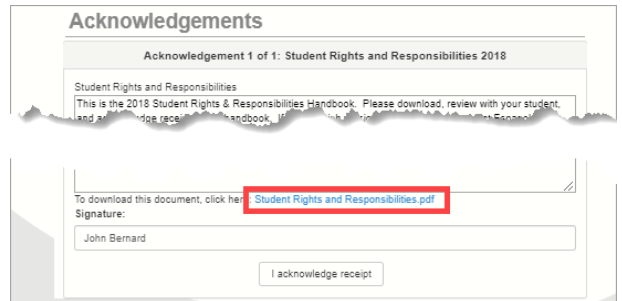 Acknowledgements
Acknowledgement 1 of 1: Student Rights and Responsibilities 2018
Student Rights and Responsibilities
This is the 2018 Student Rights & Responsibilities Handbook. Please download, review with your student,
and handbook.
To download this document, click here: Student Rights and Responsibilities.pdf
Signature:
John Bernard
I acknowledge receipt